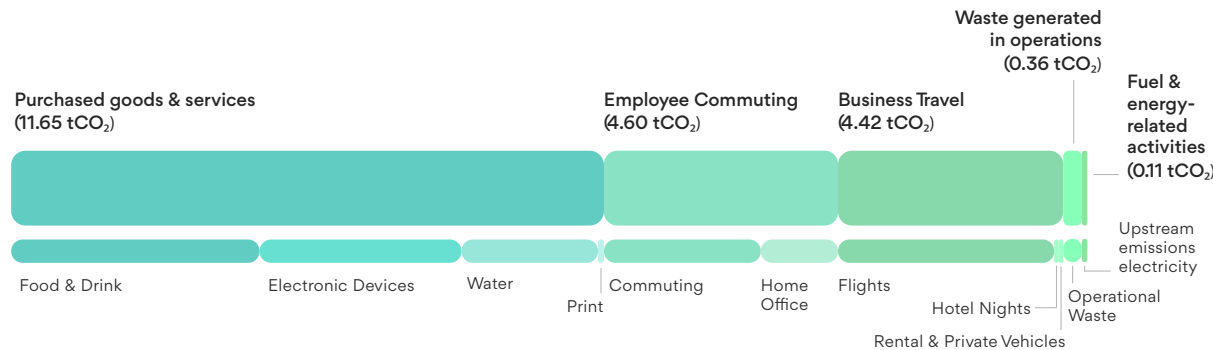 Waste generated
in operations
(0.36 tCO₂)
Fuel &
energy-
related
activities
(0.11 tCO₂)
Purchased goods & services
(11.65 tCO₂)
Employee Commuting
(4.60 tCO₂)
Business Travel
(4.42 tCO₂)
Upstream
emissions
electricity
Food & Drink
Electronic Devices
Water
Print
Commuting
Home
Office
Flights
Hotel Nights
Operational
Waste
Rental & Private Vehicles